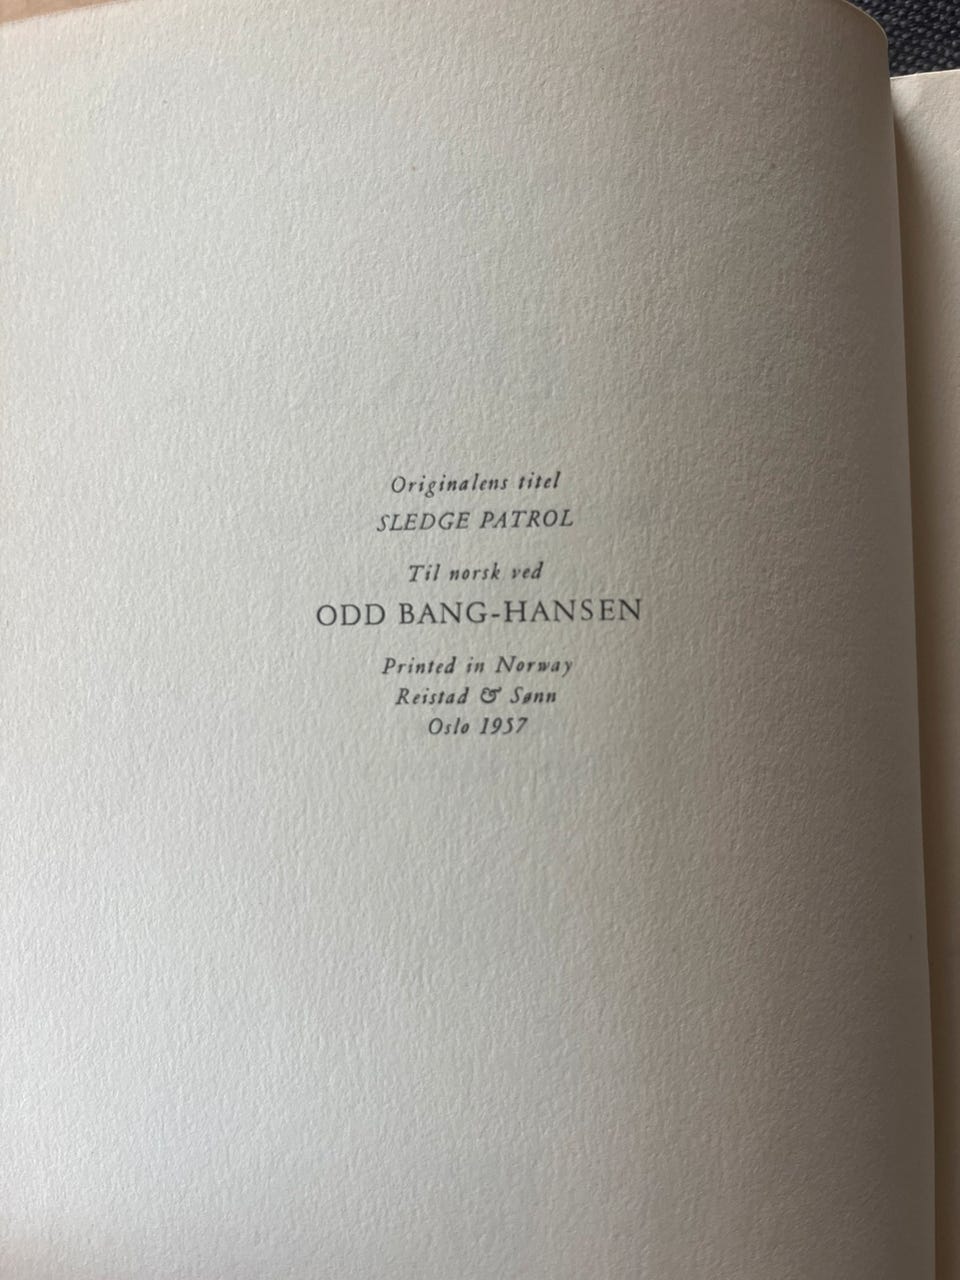 Originalens titel
SLEDGE PATROL
Til norsk ved
ODD BANG-HANSEN
Printed in Norway
Reistad & Sønn
Oslo 1957